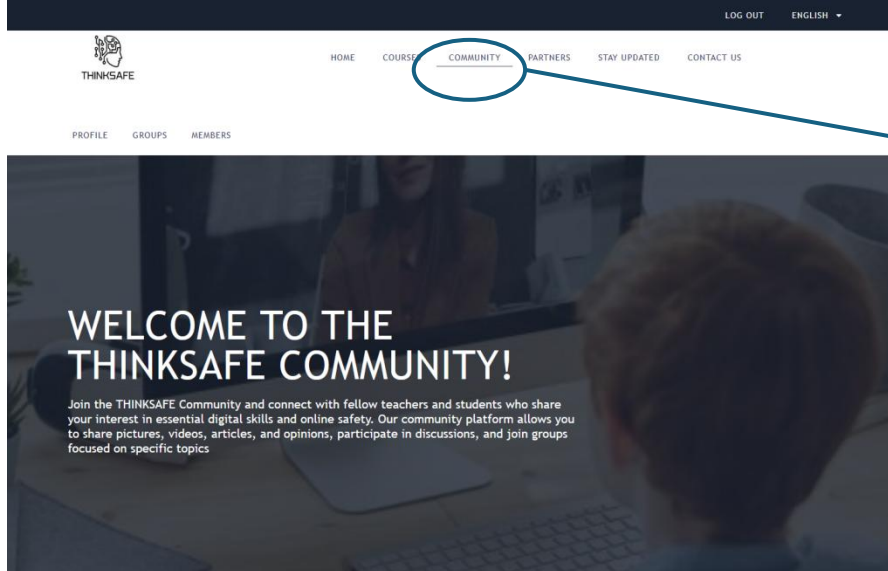 LOG OUT ENGLISH
THINKSAFE
HOME COURSES COMMUNITY PARTNERS STAY UPDATED CONTACT US
PROFILE GROUPS MEMBERS
WELCOME TO THE
THINKSAFE COMMUNITY!
Join the THINKSAFE Community and connect with fellow teachers and students who share
your interest in essential digital skills and online safety. Our community platform allows you
to share pictures, videos, articles, and opinions, participate in discussions, and join groups
focused on specific topics